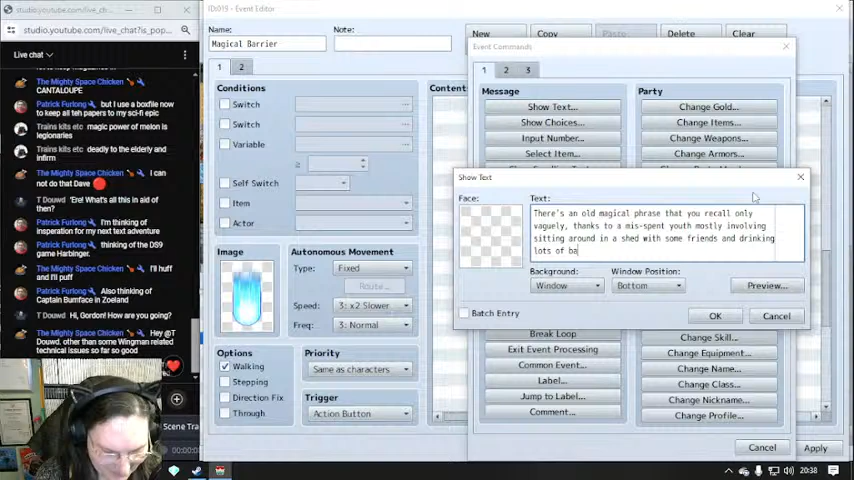 studio.youtube.com/live_ch...
studio.youtube.com/live_chat?is_pop...
Live chat
The Mighty Space Chicken
CANTALOUPE
Patrick Furlong but I use a boxfile now
to keep all teh papers to my sci-fi epic
Trains kits etc magic power of melon is
legionaries
Trains kits etc deadly to the elderly and
infirm
The Mighty Space Chicken I can
not do that Dave
T Douwd 'Ere! What's all this in aid of
then?
Patrick Furlong I'm thinking of
insperation for my next text adventure
Patrick Furlong thinking of the DS9
game Harbinger.
The Mighty Space Chicken I'll huff
and I'll puff
Patrick Furlong Also thinking of
Captain Bumface in Zoeland
T Douwd Hi, Gordon! How are you going?
The Mighty Space Chicken Hey @T
Douwd, other than some Wingman related
technical issues so far so good
Scene Tra
ID:019 - Event Editor
Name:
Magical Barrier
Note:
New
Copy
Paste
Delete
Clear
1
2
Conditions
Switch
Switch
Variable
≥
Self Switch
Item
Actor
Image
Autonomous Movement
Type:
Fixed
Route...
Speed:
3: x2 Slower
Freq:
3: Normal
Options
Walking
Stepping
Direction Fix
Through
Priority
Same as characters
Trigger
Action Button
Content
Event Commands
1
2
3
Message
Show Text...
Show Choices...
Input Number...
Select Item...
Party
Change Gold...
Change Items...
Change Weapons...
Change Armors...
Show Text
Face:
Text:
There's an old magical phrase that you recall only
vaguely, thanks to a mis-spent youth mostly involving
sitting around in a shed with some friends and drinking
lots of ba
Background:
Window
Window Position:
Bottom
Preview...
Batch Entry
OK
Cancel
Break Loop
Exit Event Processing
Common Event...
Label...
Jump to Label...
Comment...
Change Skill...
Change Equipment...
Change Name...
Change Class...
Change Nickname...
Change Profile...
Cancel
Apply
20:38